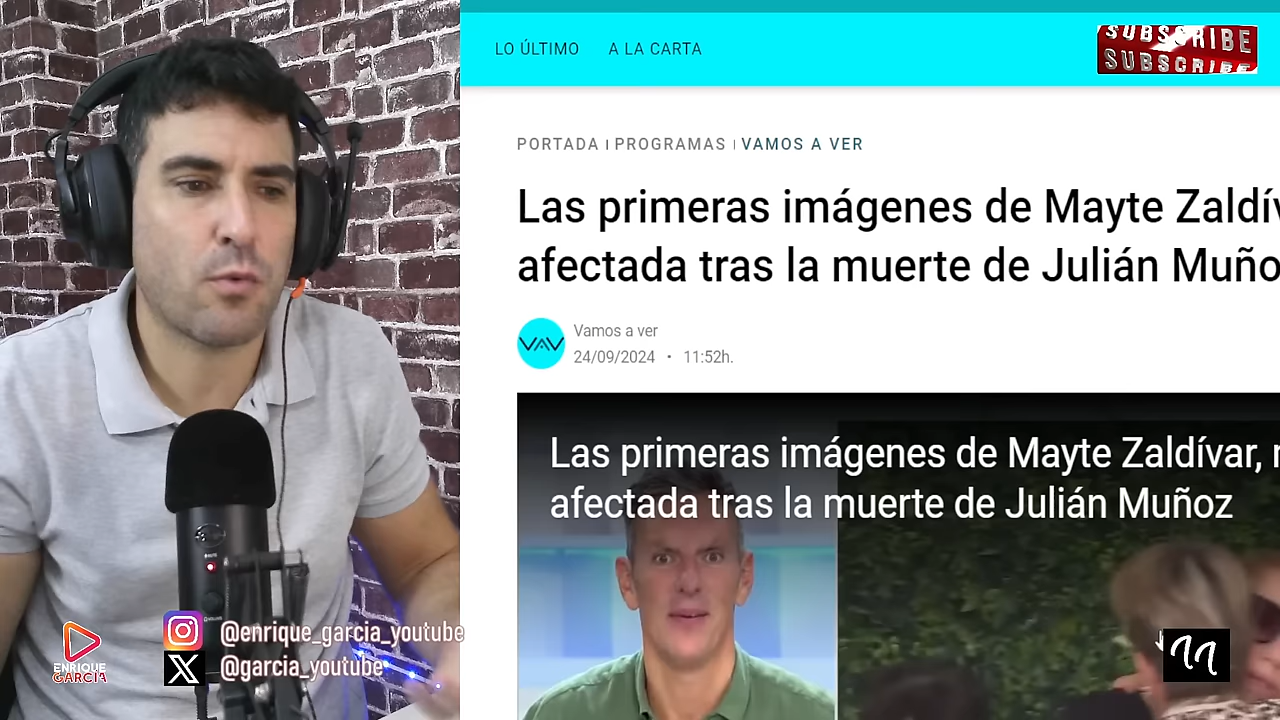 LO ÚLTIMO A LA CARTA
SUBSCRIBE
SUBSCRIBE
PORTADA | PROGRAMAS | VAMOS A VER
Las primeras imágenes de Mayte Zaldív
afectada tras la muerte de Julián Muño
Vamos a ver
VAV
24/09/2024 • 11:52h.
Las primeras imágenes de Mayte Zaldívar,
afectada tras la muerte de Julián Muñoz
@enrique_garcia_youtube
@garcia_youtube
ENRIQUE
GARCIA